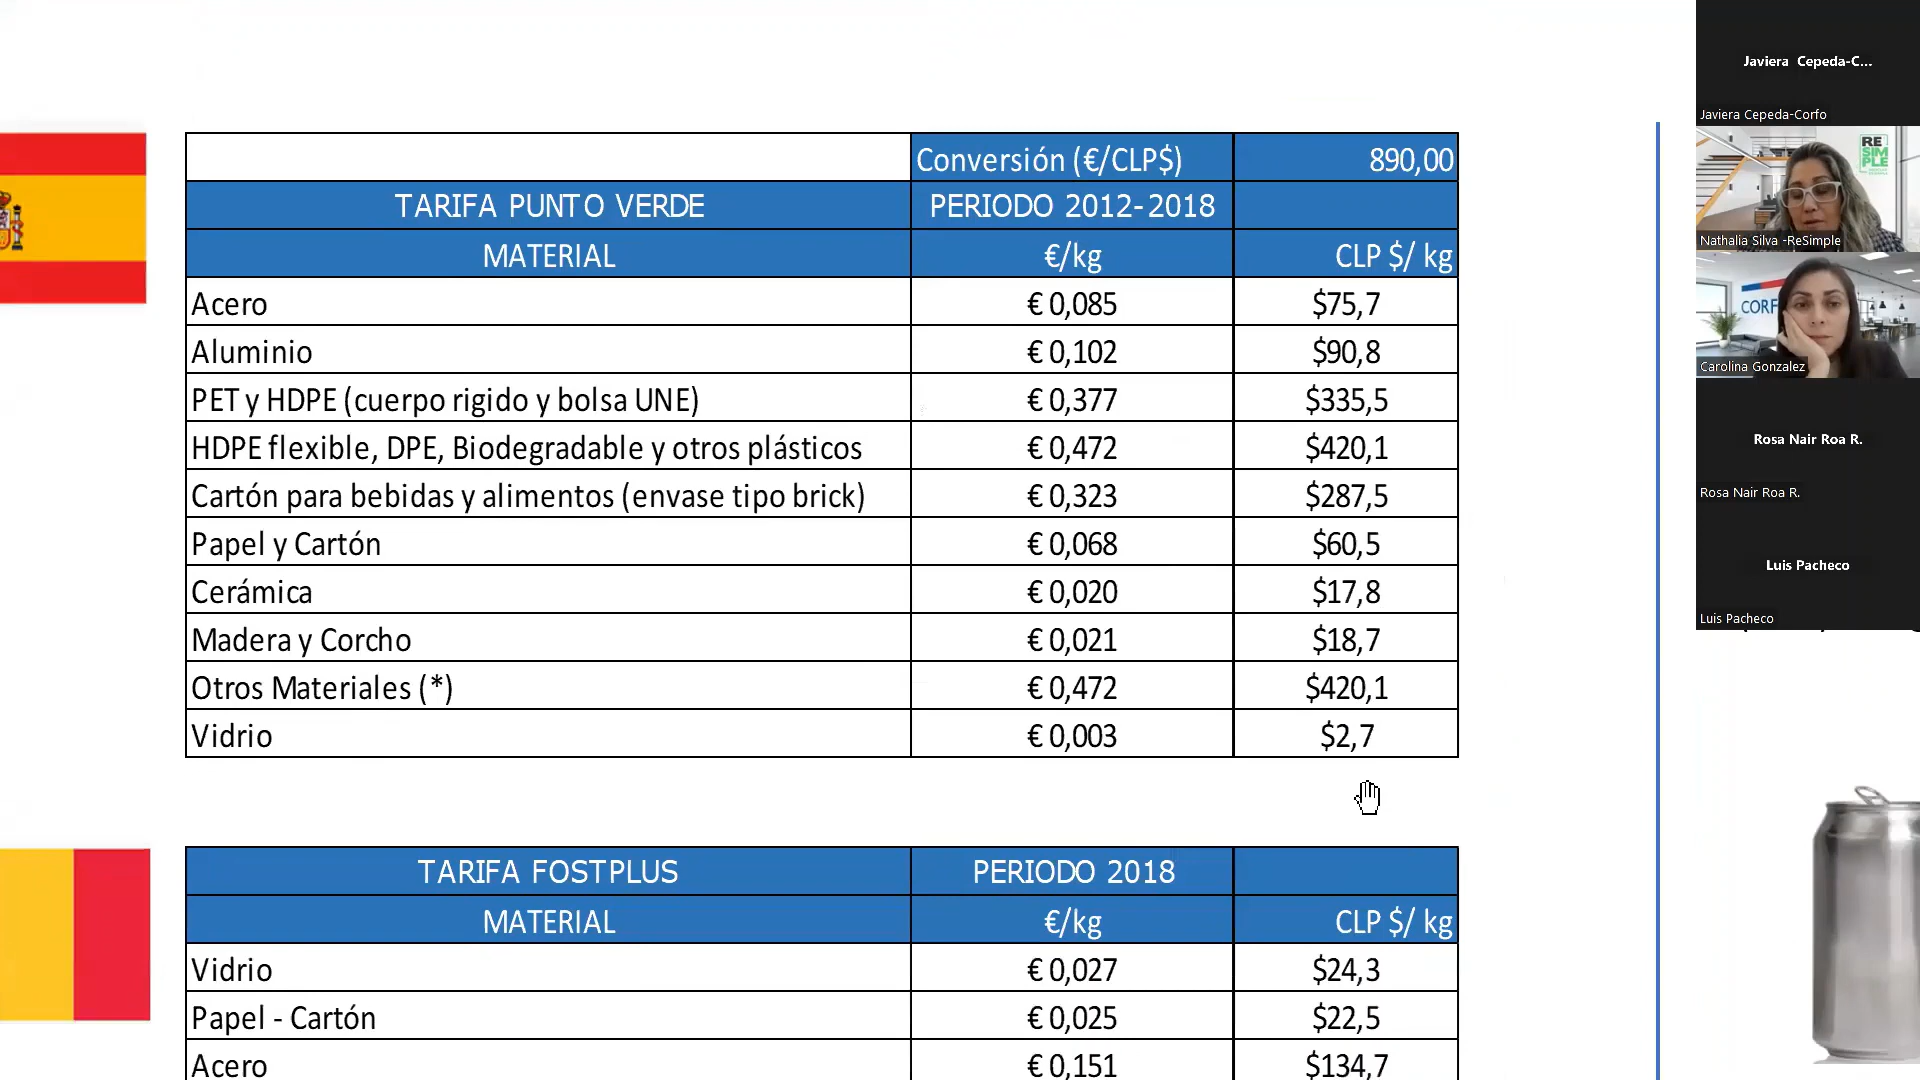 Conversión (€/CLP$) 890,00
TARIFA PUNTO VERDE PERIODO 2012-2018
MATERIAL €/kg CLP $/ kg
Acero € 0,085 $75,7
Aluminio € 0,102 $90,8
PET y HDPE (cuerpo rigido y bolsa UNE) € 0,377 $335,5
HDPE flexible, DPE, Biodegradable y otros plásticos € 0,472 $420,1
Cartón para bebidas y alimentos (envase tipo brick) € 0,323 $287,5
Papel y Cartón € 0,068 $60,5
Cerámica € 0,020 $17,8
Madera y Corcho € 0,021 $18,7
Otros Materiales (*) € 0,472 $420,1
Vidrio € 0,003 $2,7
TARIFA FOSTPLUS PERIODO 2018
MATERIAL €/kg CLP $/ kg
Vidrio € 0,027 $24,3
Papel - Cartón € 0,025 $22,5
Acero € 0,151 $134,7
Javiera Cepeda-C...
Javiera Cepeda-Corfo
RE
SIM
PLE
Nathalia Silva -ReSimple
CORF
Carolina Gonzalez
Rosa Nair Roa R.
Rosa Nair Roa R.
Luis Pacheco
Luis Pacheco